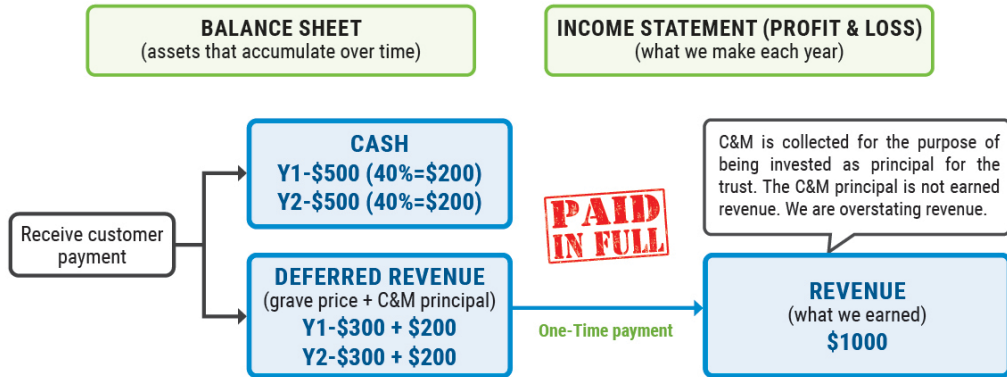 BALANCE SHEET
(assets that accumulate over time)
INCOME STATEMENT (PROFIT & LOSS)
(what we make each year)
Receive customer
payment
CASH
Y1-$500 (40%=$200)
Y2-$500 (40%=$200)
DEFERRED REVENUE
(grave price + C&M principal)
Y1-$300 + $200
Y2-$300 + $200
PAID
IN FULL
One-Time payment
C&M is collected for the purpose of
being invested as principal for the
trust. The C&M principal is not earned
revenue. We are overstating revenue.
REVENUE
(what we earned)
$1000